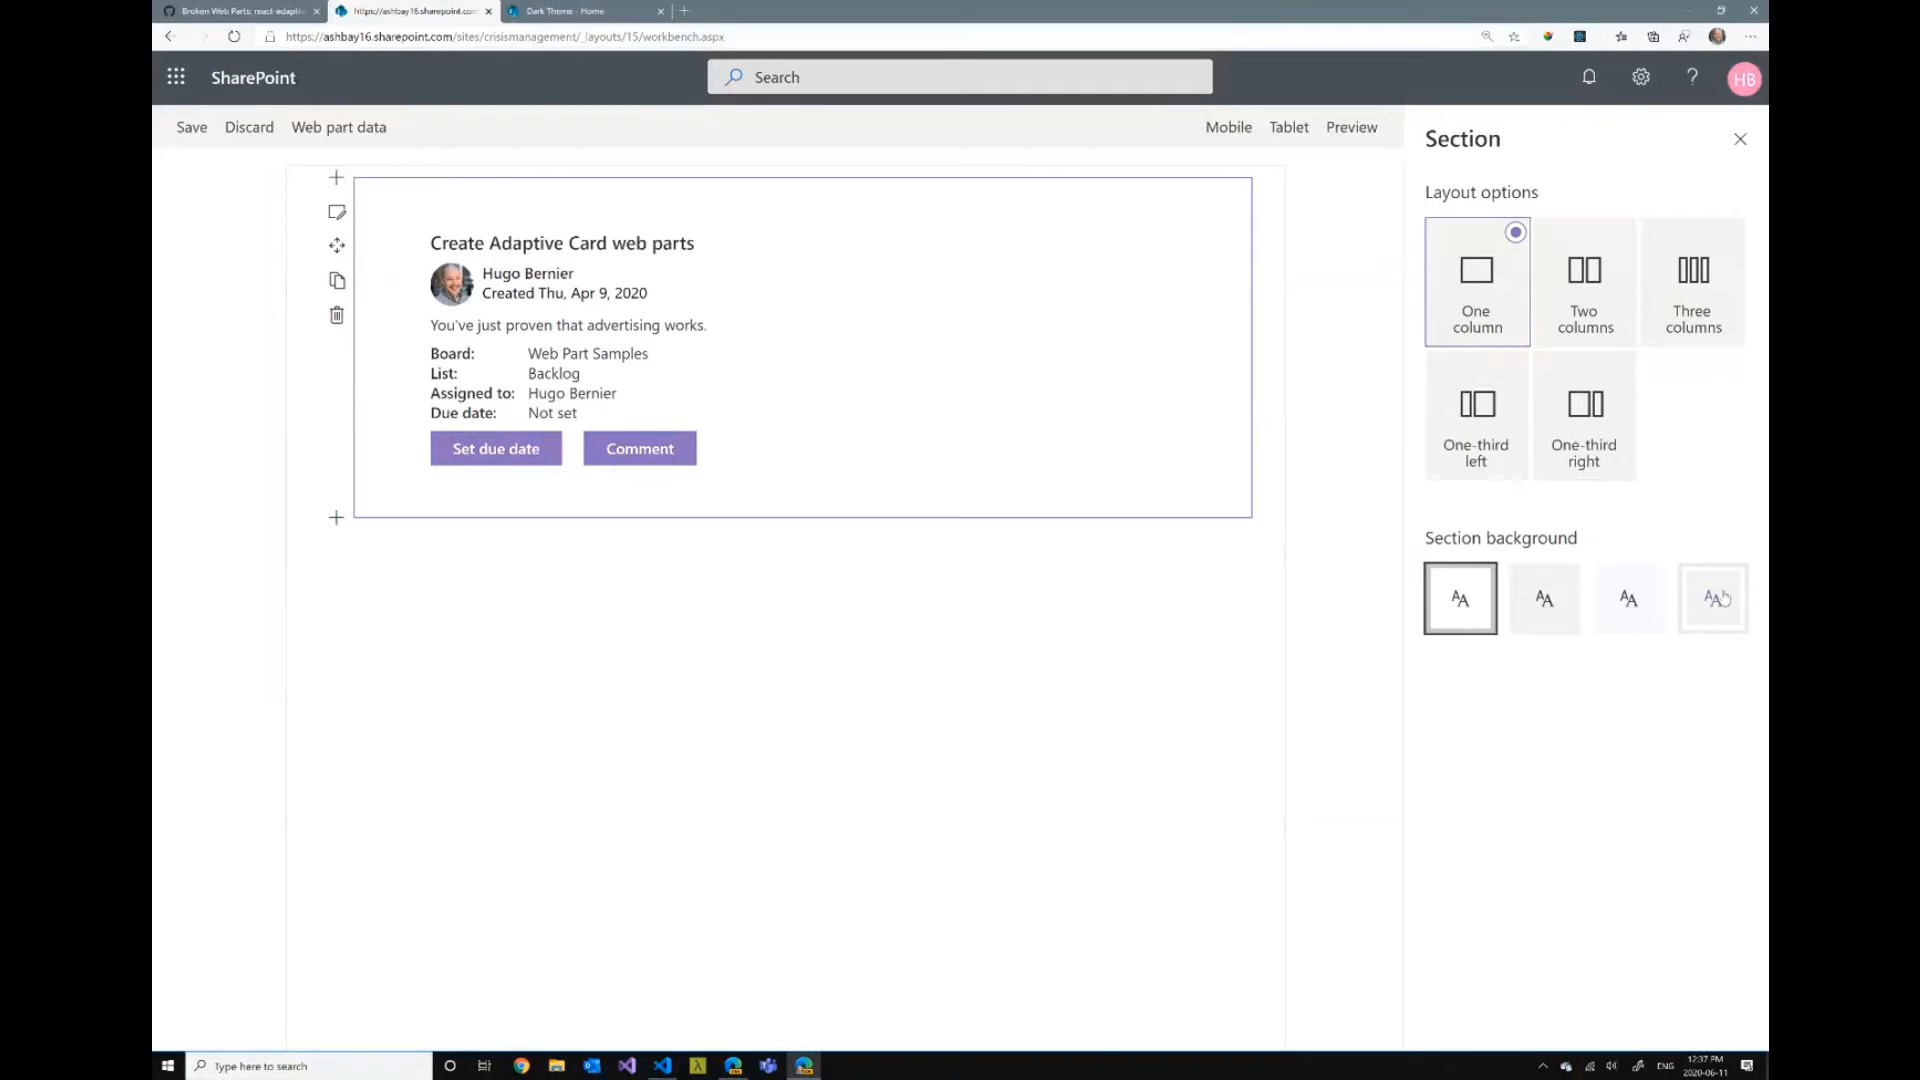 Broken Web Parts: react-adapti
https://ashbay16.sharepoint.com
Dark Theme - Home
https://ashbay16.sharepoint.com/sites/crisismanagement/_layouts/15/workbench.aspx
SharePoint
Search
HB
Save
Discard
Web part data
Mobile
Tablet
Preview
Section
Layout options
One
column
Two
columns
Three
columns
One-third
left
One-third
right
Section background
AA
AA
AA
AA
Create Adaptive Card web parts
Hugo Bernier
Created Thu, Apr 9, 2020
You've just proven that advertising works.
Board: Web Part Samples
List: Backlog
Assigned to: Hugo Bernier
Due date: Not set
Set due date
Comment
Type here to search
ENG
12:37 PM
2020-06-11